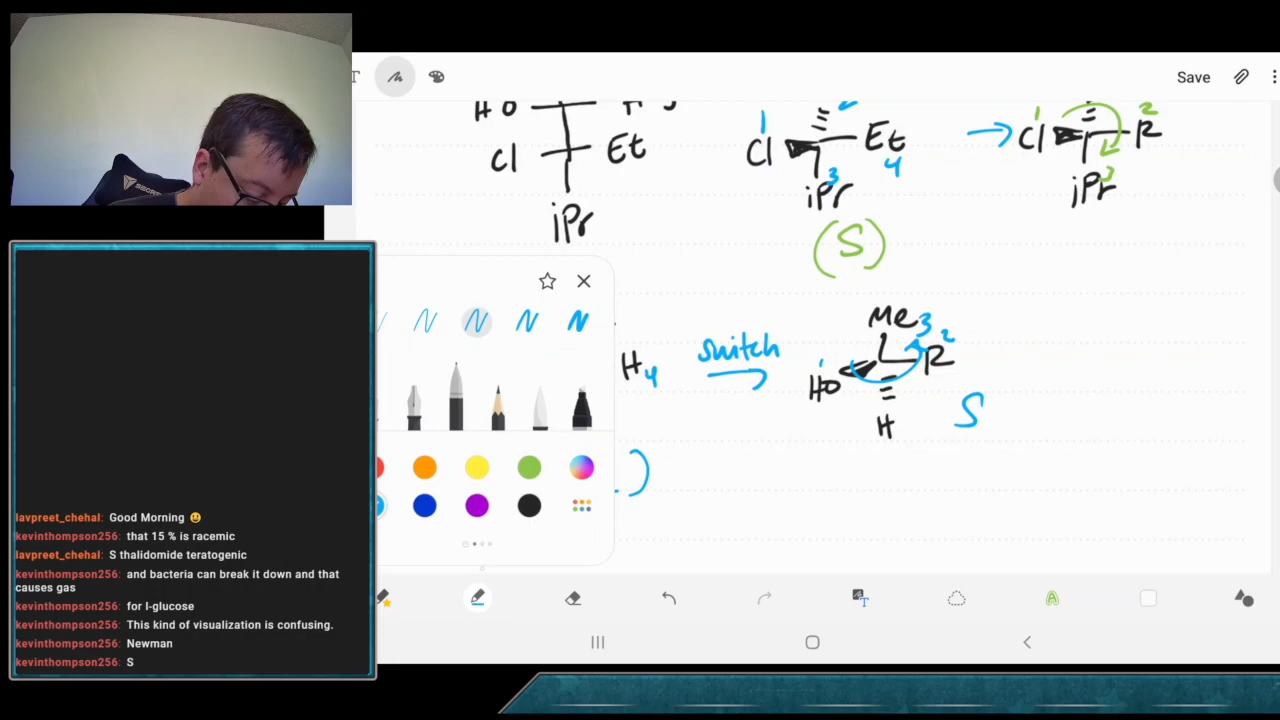 T
Save
HO
H
2
2
1
1
Cl
Et
Cl
Et
Cl
R
4
3
3
iPr
iPr
iPr
(S)
Me 3
2
switch
H4
1
R
HO
S
H
)
lavpreet_chehal: Good Morning 😃
kevinthompson256: that 15 % is racemic
lavpreet_chehal: S thalidomide teratogenic
kevinthompson256: and bacteria can break it down and that
causes gas
kevinthompson256: for l-glucose
kevinthompson256: This kind of visualization is confusing.
kevinthompson256: Newman
kevinthompson256: S